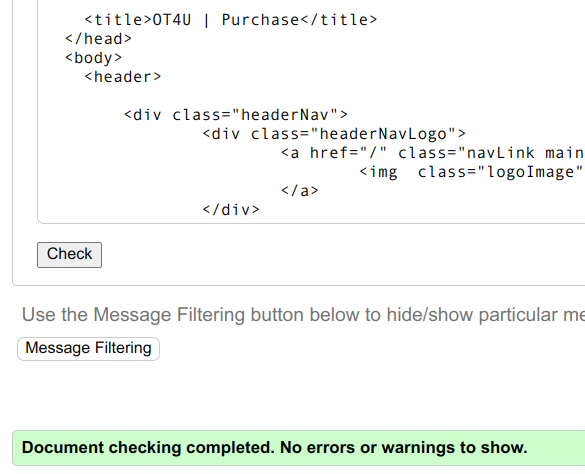 <title>OT4U | Purchase</title>
</head>
<body>
<header>
<div class="headerNav">
<div class="headerNavLogo">
<a href="/" class="navLink main
<img  class="logoImage"
</a>
</div>
Check
Use the Message Filtering button below to hide/show particular me
Message Filtering
Document checking completed. No errors or warnings to show.